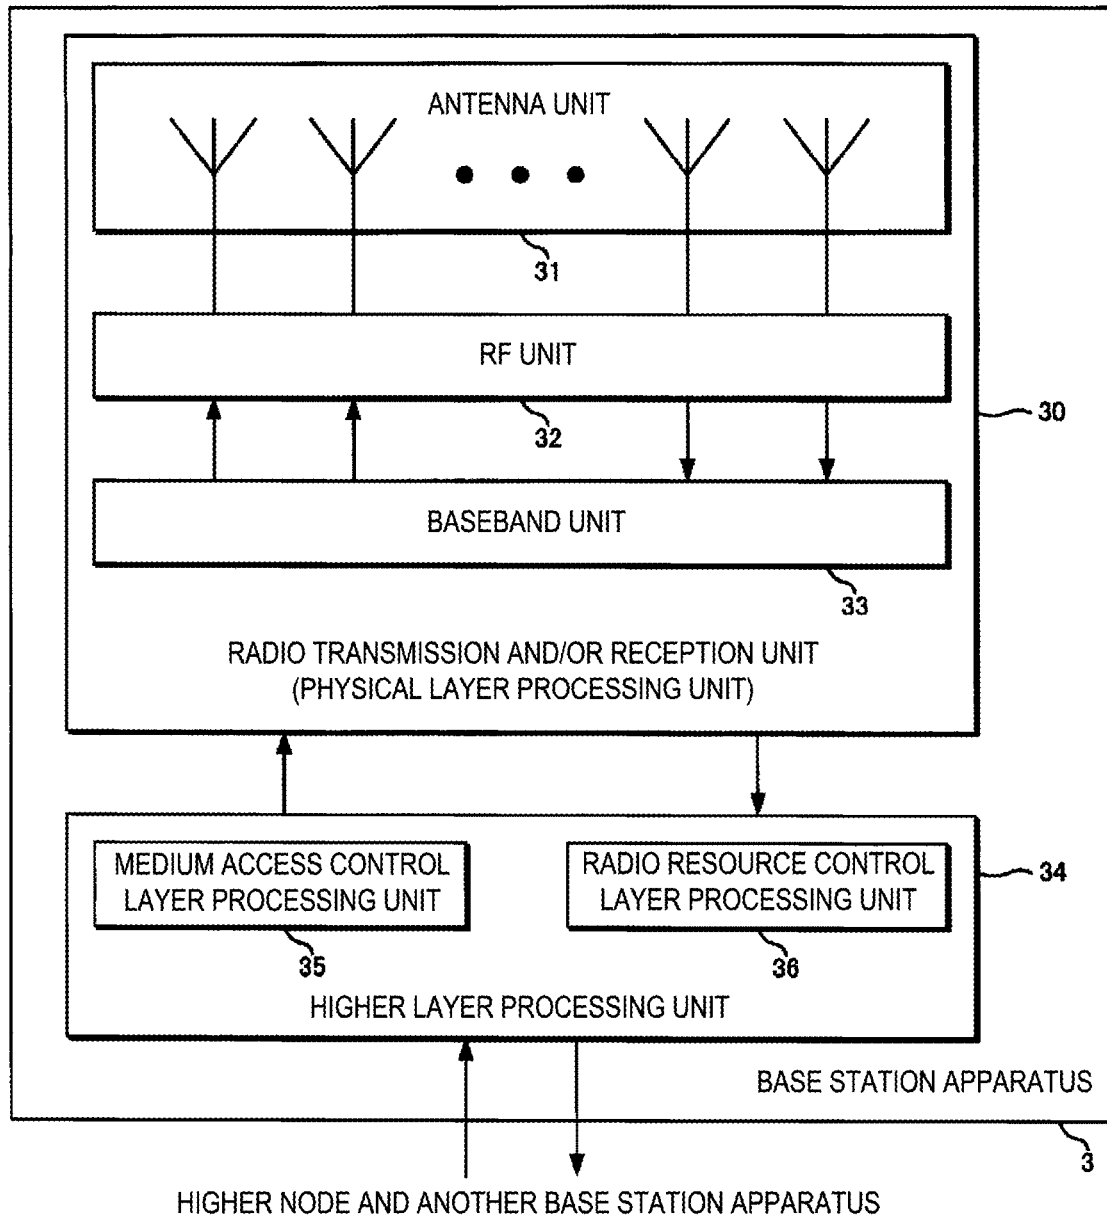 ANTENNA UNIT
31
RF UNIT
32
30
BASEBAND UNIT
33
RADIO TRANSMISSION AND/OR RECEPTION UNIT
(PHYSICAL LAYER PROCESSING UNIT)
MEDIUM ACCESS CONTROL
LAYER PROCESSING UNIT
35
RADIO RESOURCE CONTROL
LAYER PROCESSING UNIT
36
34
HIGHER LAYER PROCESSING UNIT
BASE STATION APPARATUS
3
HIGHER NODE AND ANOTHER BASE STATION APPARATUS